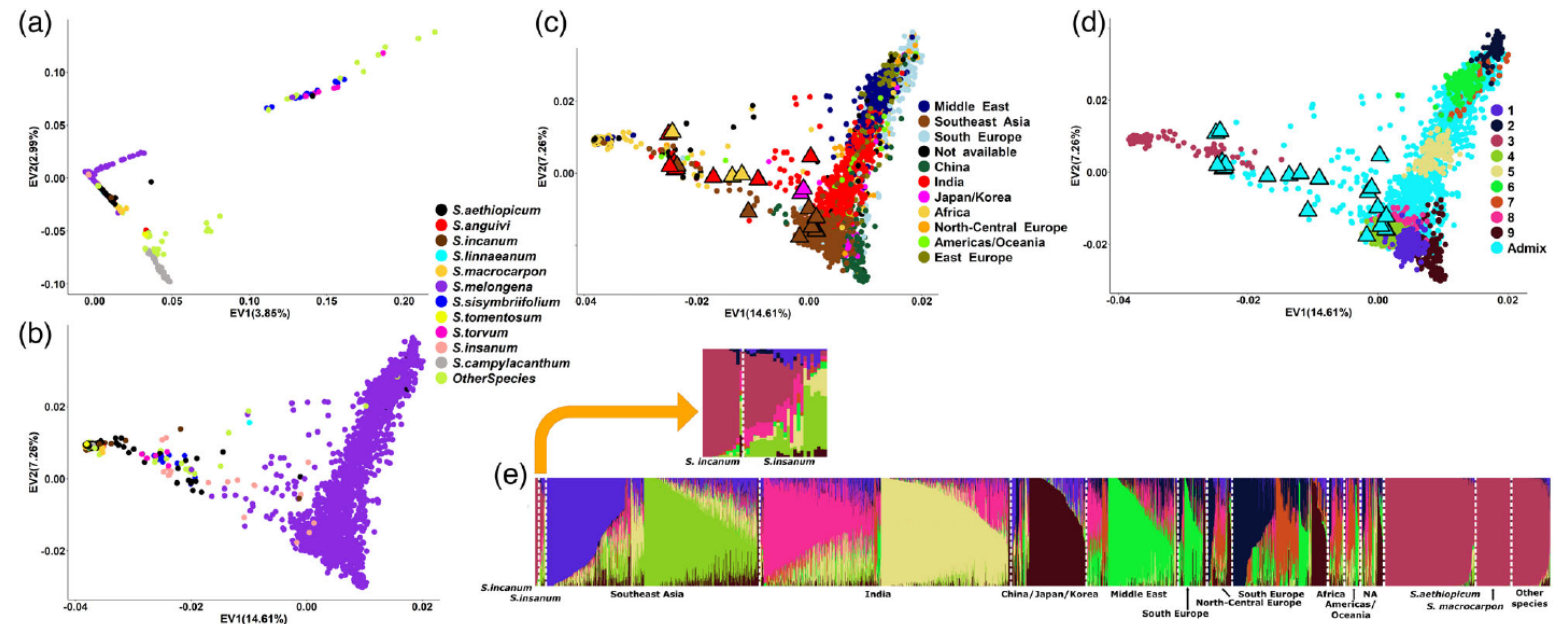 (a)
EV2(2.99%)
0.10
0.05
0.00
-0.05
-0.10
0.00
0.05
0.10
0.15
0.20
EV1(3.85%)
S.aethiopicum
S.anguivi
S.incanum
S.linnaeanum
S.macrocarpon
S.melongena
S.sisymbriifolium
S.tomentosum
S.torvum
S.insanum
S.campylacanthum
OtherSpecies
(b)
EV2(7.26%)
0.02
0.00
-0.02
-0.04
-0.02
0.00
0.02
EV1(14.61%)
(c)
EV2(7.26%)
0.02
0.00
-0.04
-0.02
0.00
0.02
EV1(14.61%)
Middle East
Southeast Asia
South Europe
Not available
China
India
Japan/Korea
Africa
North-Central Europe
Americas/Oceania
East Europe
(d)
EV2(7.26%)
0.02
0.00
-0.02
-0.04
-0.02
0.00
0.02
EV1(14.61%)
1
2
3
4
5
6
7
8
9
Admix
S. incanum
S.insanum
(e)
S.incanum
S.insanum
Southeast Asia
India
China/Japan/Korea
Middle East
South Europe
North-Central Europe
South Europe
Africa
Americas/
Oceania
NA
S.aethiopicum
S. macrocarpon
Other
species